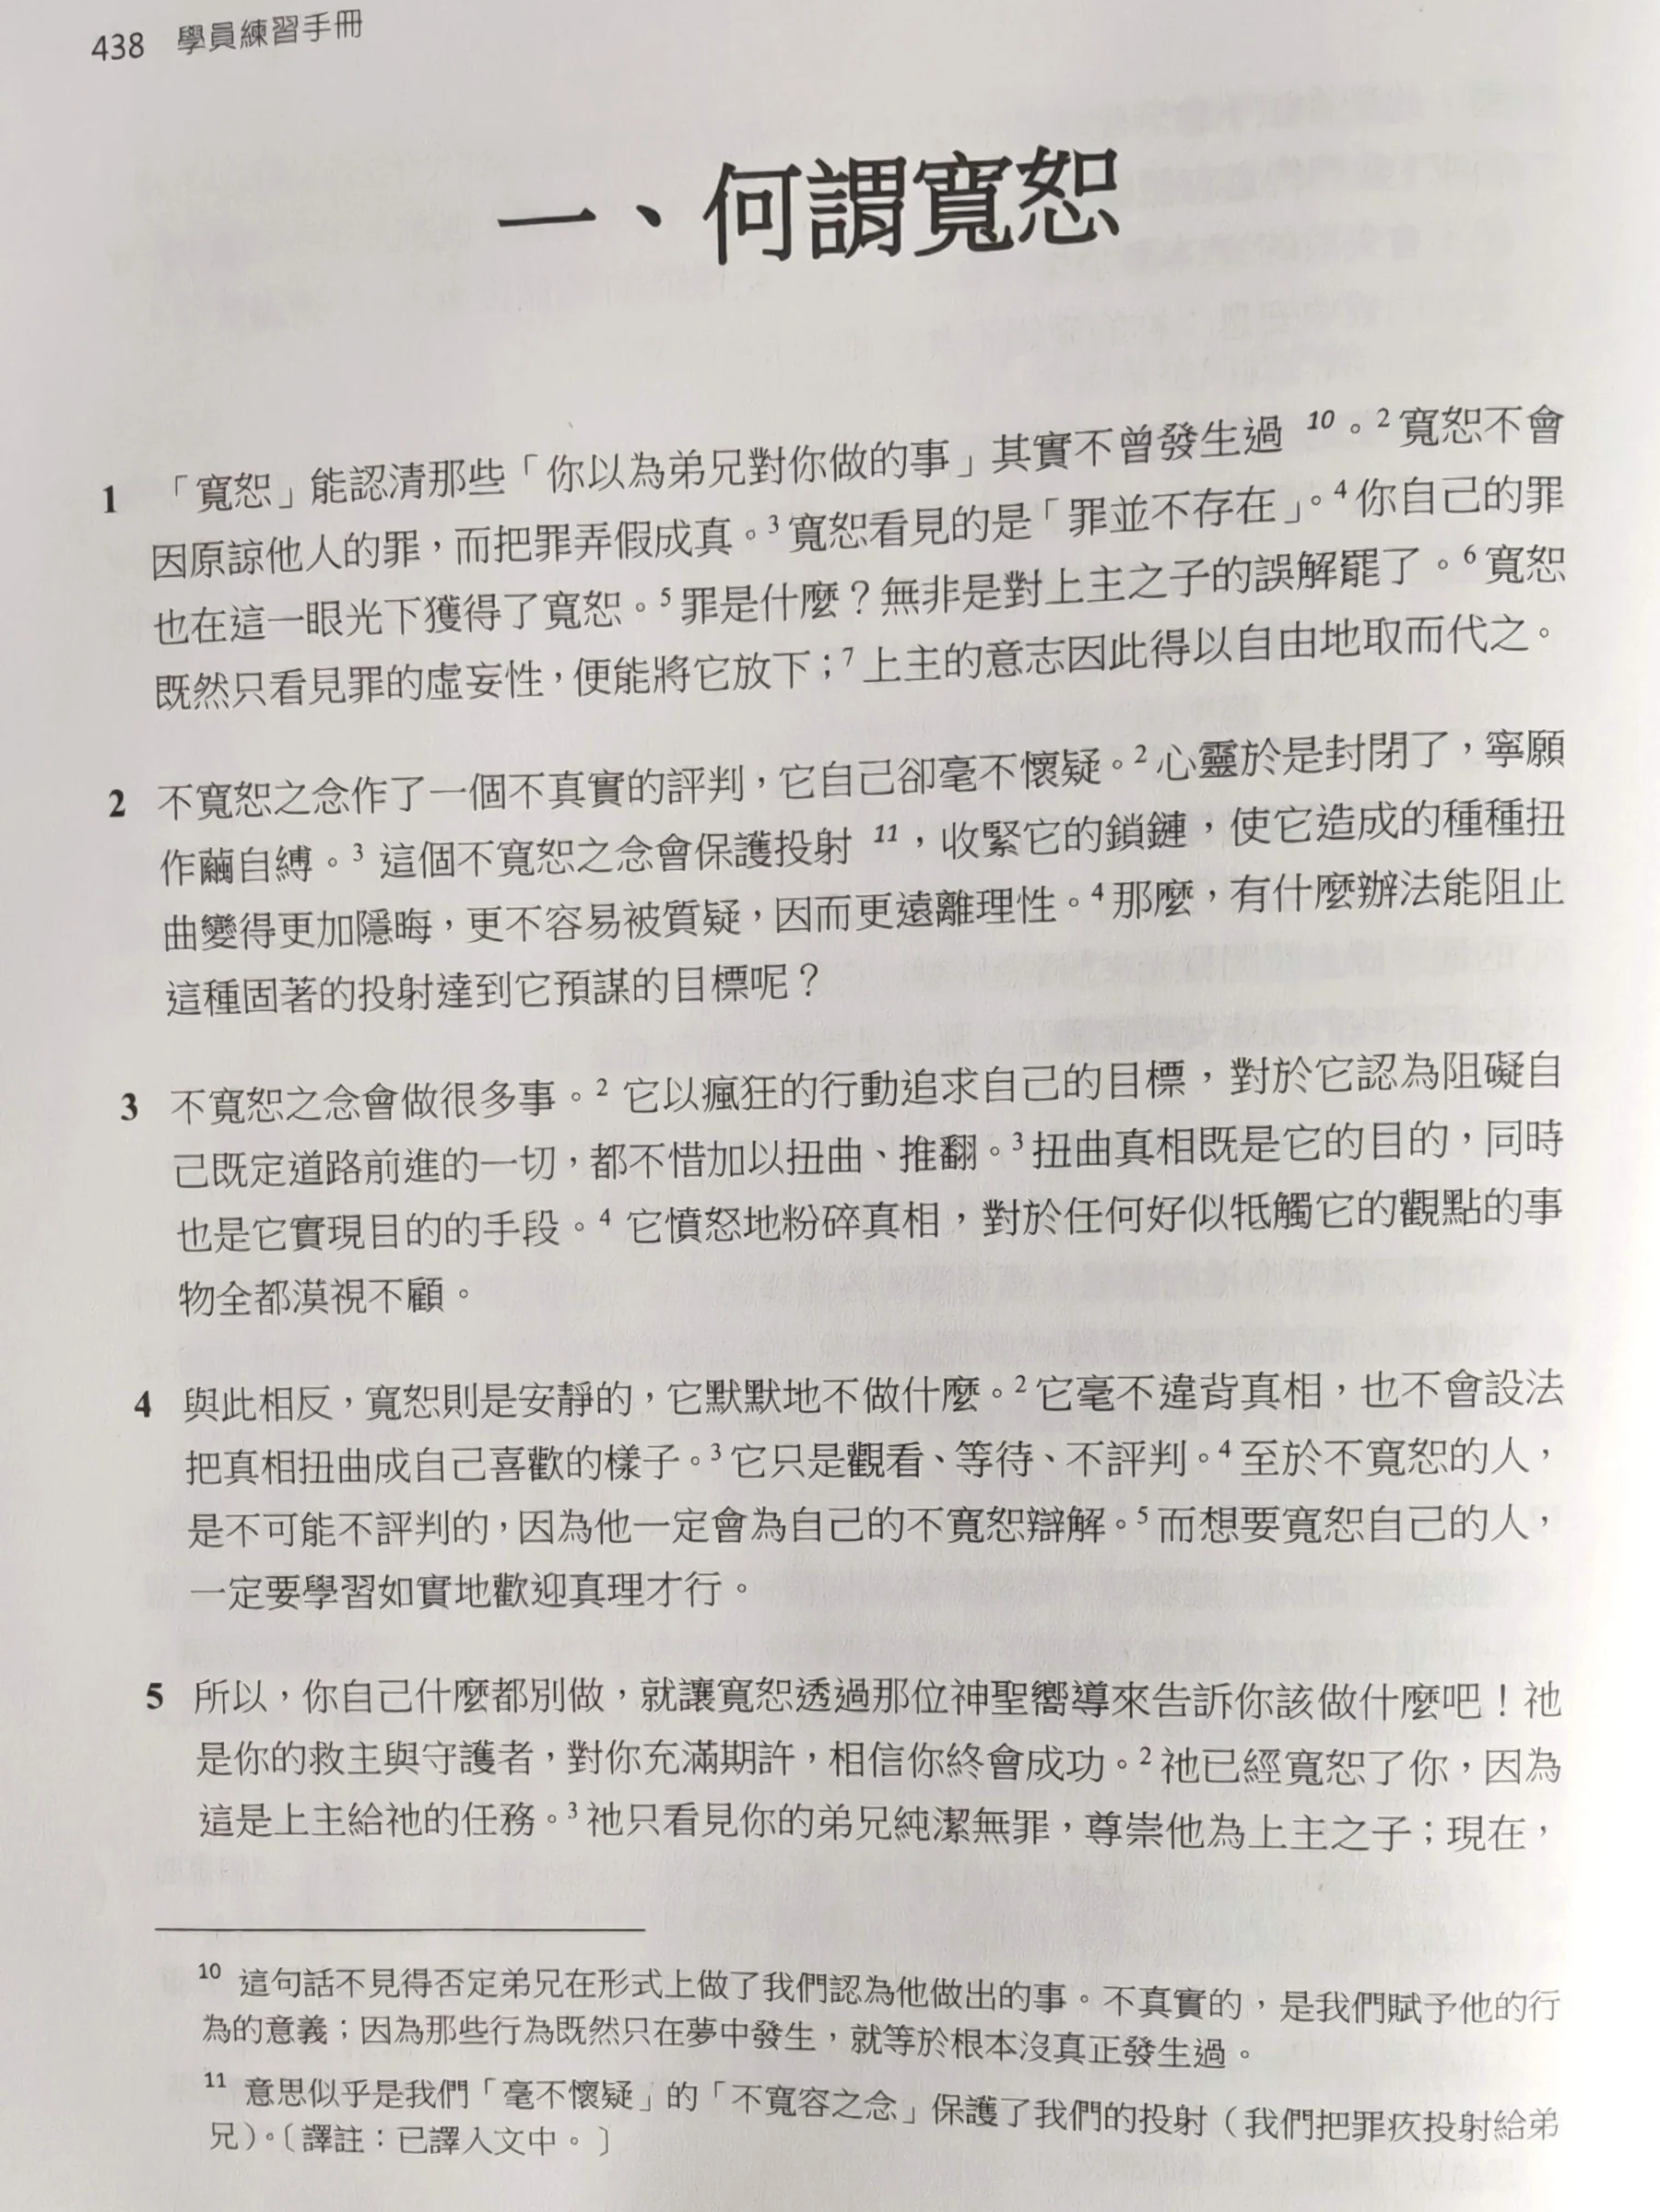 438 學員練習手冊
一、何謂寬恕
1 「寬恕」能認清那些「你以為弟兄對你做的事」其實不曾發生過 10。2 寬恕不會
因原諒他人的罪，而把罪弄假成真。3 寬恕看見的是「罪並不存在」。4 你自己的罪
也在這一眼光下獲得了寬恕。5 罪是什麼？無非是對上主之子的誤解罷了。6 寬恕
既然只看見罪的虛妄性，便能將它放下；7 上主的意志因此得以自由地取而代之。
2 不寬恕之念作了一個不真實的評判，它自己卻毫不懷疑。2 心靈於是封閉了，寧願
作繭自縛。3 這個不寬恕之念會保護投射 11，收緊它的鎖鏈，使它造成的種種扭
曲變得更加隱晦，更不容易被質疑，因而更遠離理性。4 那麼，有什麼辦法能阻止
這種固著的投射達到它預謀的目標呢？
3 不寬恕之念會做很多事。2 它以瘋狂的行動追求自己的目標，對於它認為阻礙自
己既定道路前進的一切，都不惜加以扭曲、推翻。3 扭曲真相既是它的目的，同時
也是它實現目的的手段。4 它憤怒地粉碎真相，對於任何好似牴觸它的觀點的事
物全都漠視不顧。
4 與此相反，寬恕則是安靜的，它默默地不做什麼。2 它毫不違背真相，也不會設法
把真相扭曲成自己喜歡的樣子。3 它只是觀看、等待、不評判。4 至於不寬恕的人，
是不可能不評判的，因為他一定會為自己的不寬恕辯解。5 而想要寬恕自己的人，
一定要學習如實地歡迎真理才行。
5 所以，你自己什麼都別做，就讓寬恕透過那位神聖嚮導來告訴你該做什麼吧！祂
是你的救主與守護者，對你充滿期許，相信你終會成功。2 祂已經寬恕了你，因為
這是上主給祂的任務。3 祂只看見你的弟兄純潔無罪，尊崇他為上主之子；現在，
10 這句話不見得否定弟兄在形式上做了我們認為他做出的事。不真實的，是我們賦予他的行
為的意義；因為那些行為既然只在夢中發生，就等於根本沒真正發生過。
11 意思似乎是我們「毫不懷疑」的「不寬容之念」保護了我們的投射（我們把罪疚投射給弟
兄）。〔譯註：已譯入文中。〕